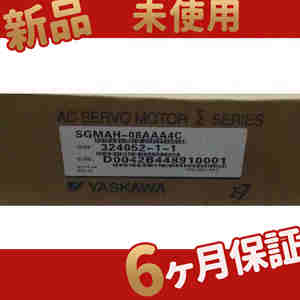 新品 未使用
AC SERVO MOTOR Σ SERIES
SGMAH-08AAA4C
324052-1-1
D0042B448910001
YASKAWA
6ヶ月保証